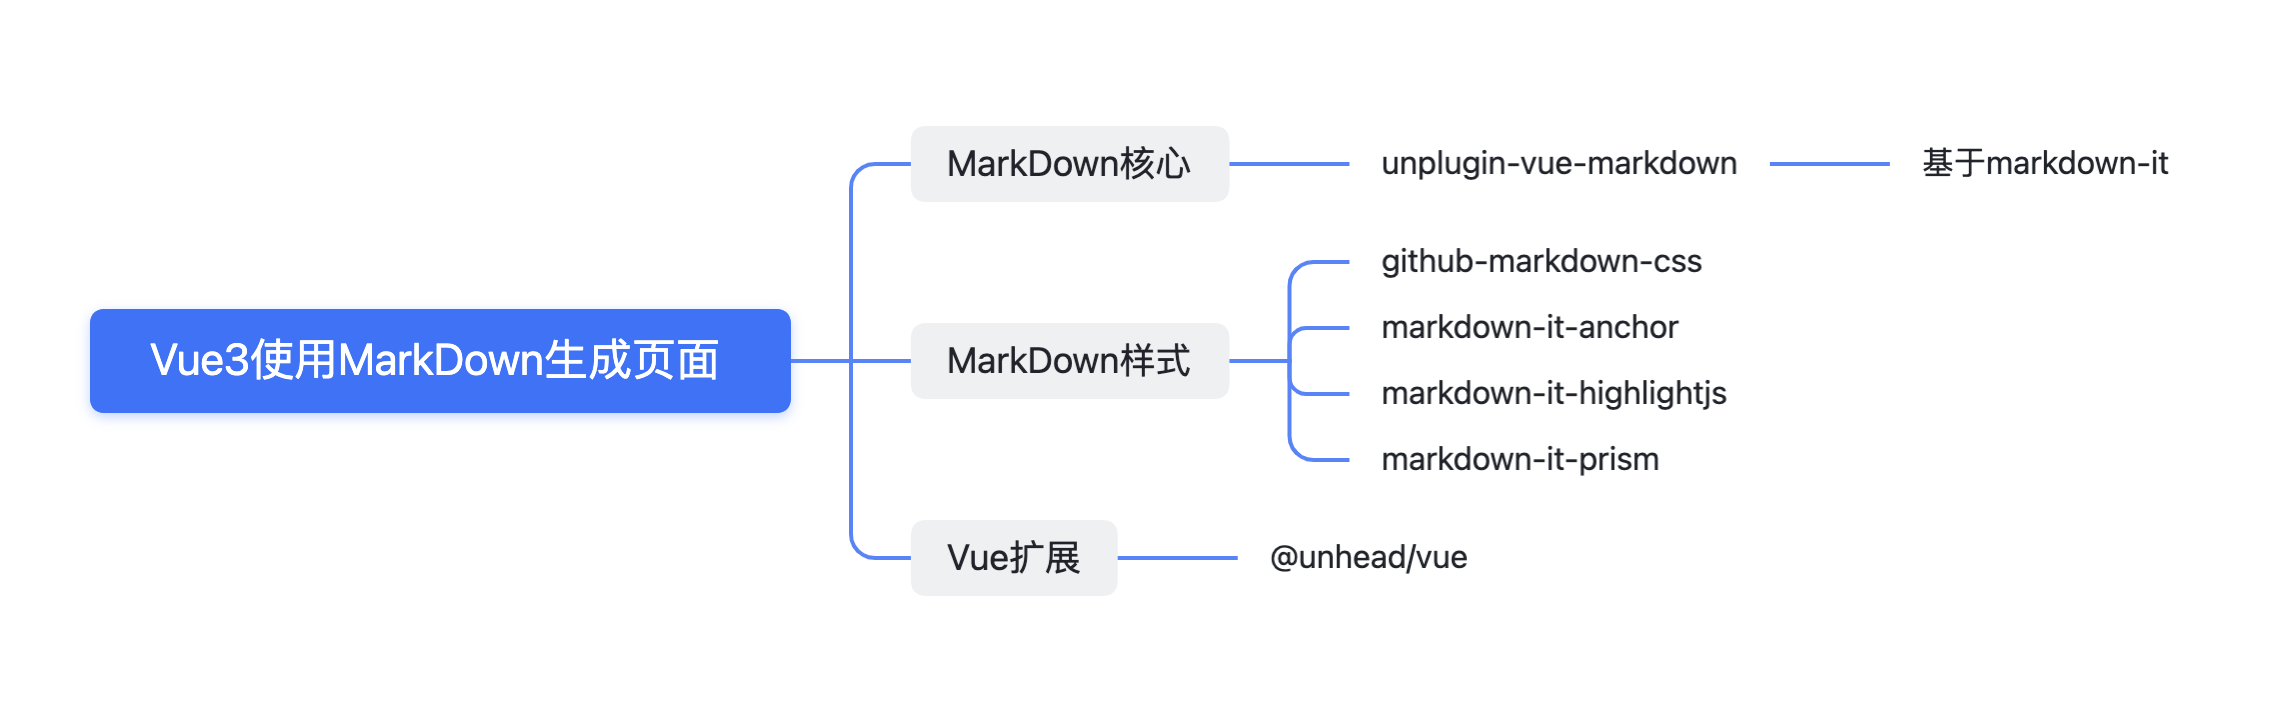 Vue3使用MarkDown生成页面
MarkDown核心
unplugin-vue-markdown
基于markdown-it
MarkDown样式
github-markdown-css
markdown-it-anchor
markdown-it-highlightjs
markdown-it-prism
Vue扩展
@unhead/vue